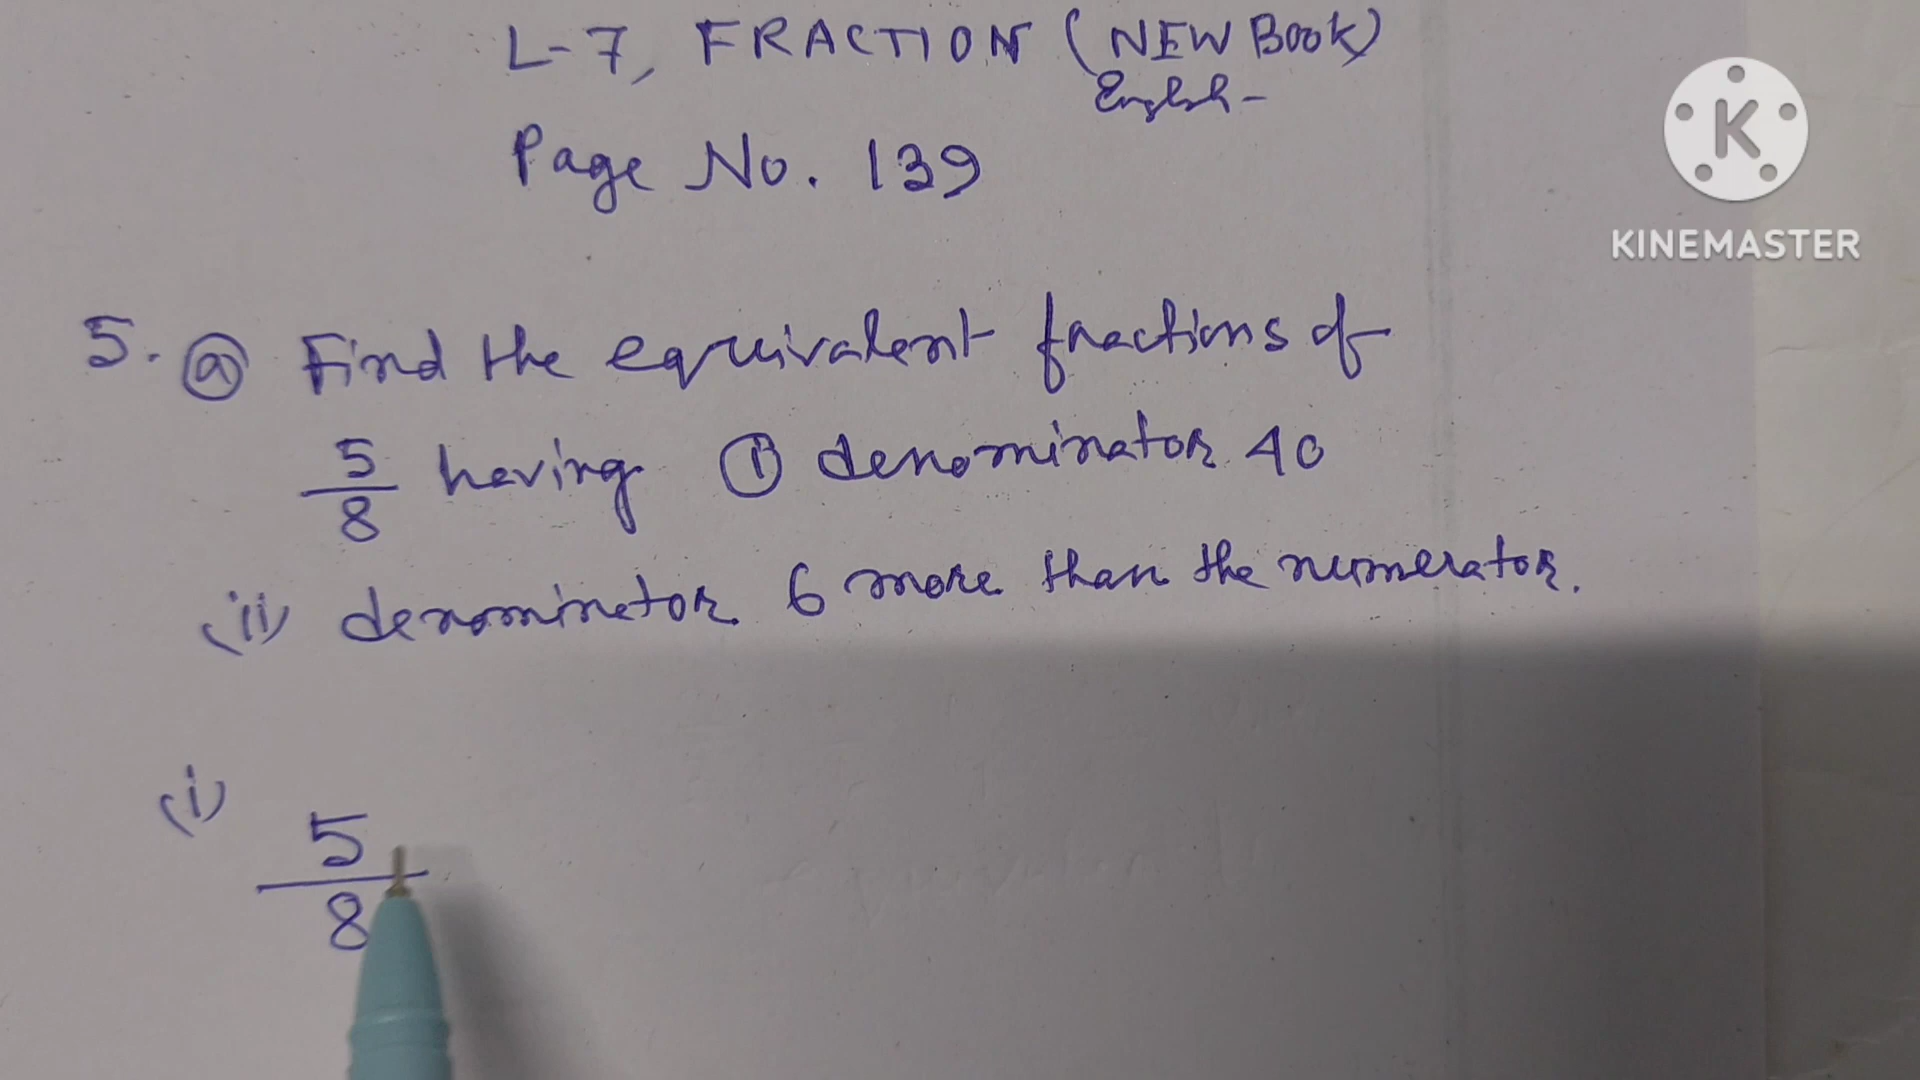 L-7, FRACTION (NEW Book)
English-
Page No. 139
K
KINEMASTER
5. (a) Find the equivalent fractions of
5/8 having (i) denominator 40
(ii) denominator 6 more than the numerator.
(i)
5/8